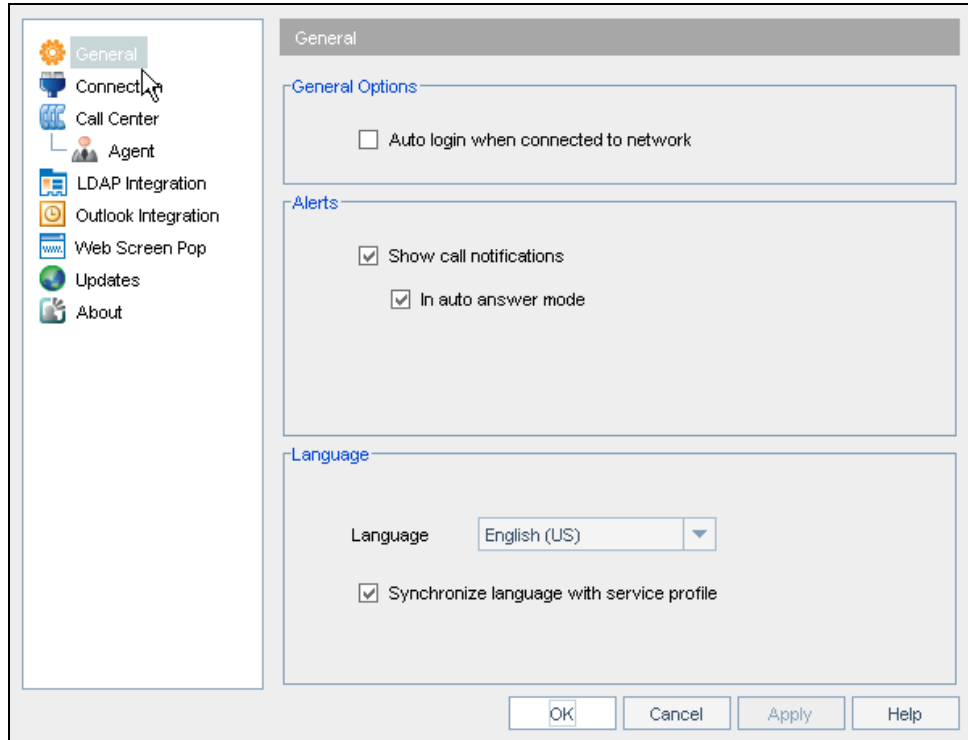 General
Connection
Call Center
Agent
LDAP Integration
Outlook Integration
www.
Web Screen Pop
Updates
About
General
General Options
Auto login when connected to network
Alerts
Show call notifications
In auto answer mode
Language
Language
English (US)
Synchronize language with service profile
OK
Cancel
Apply
Help